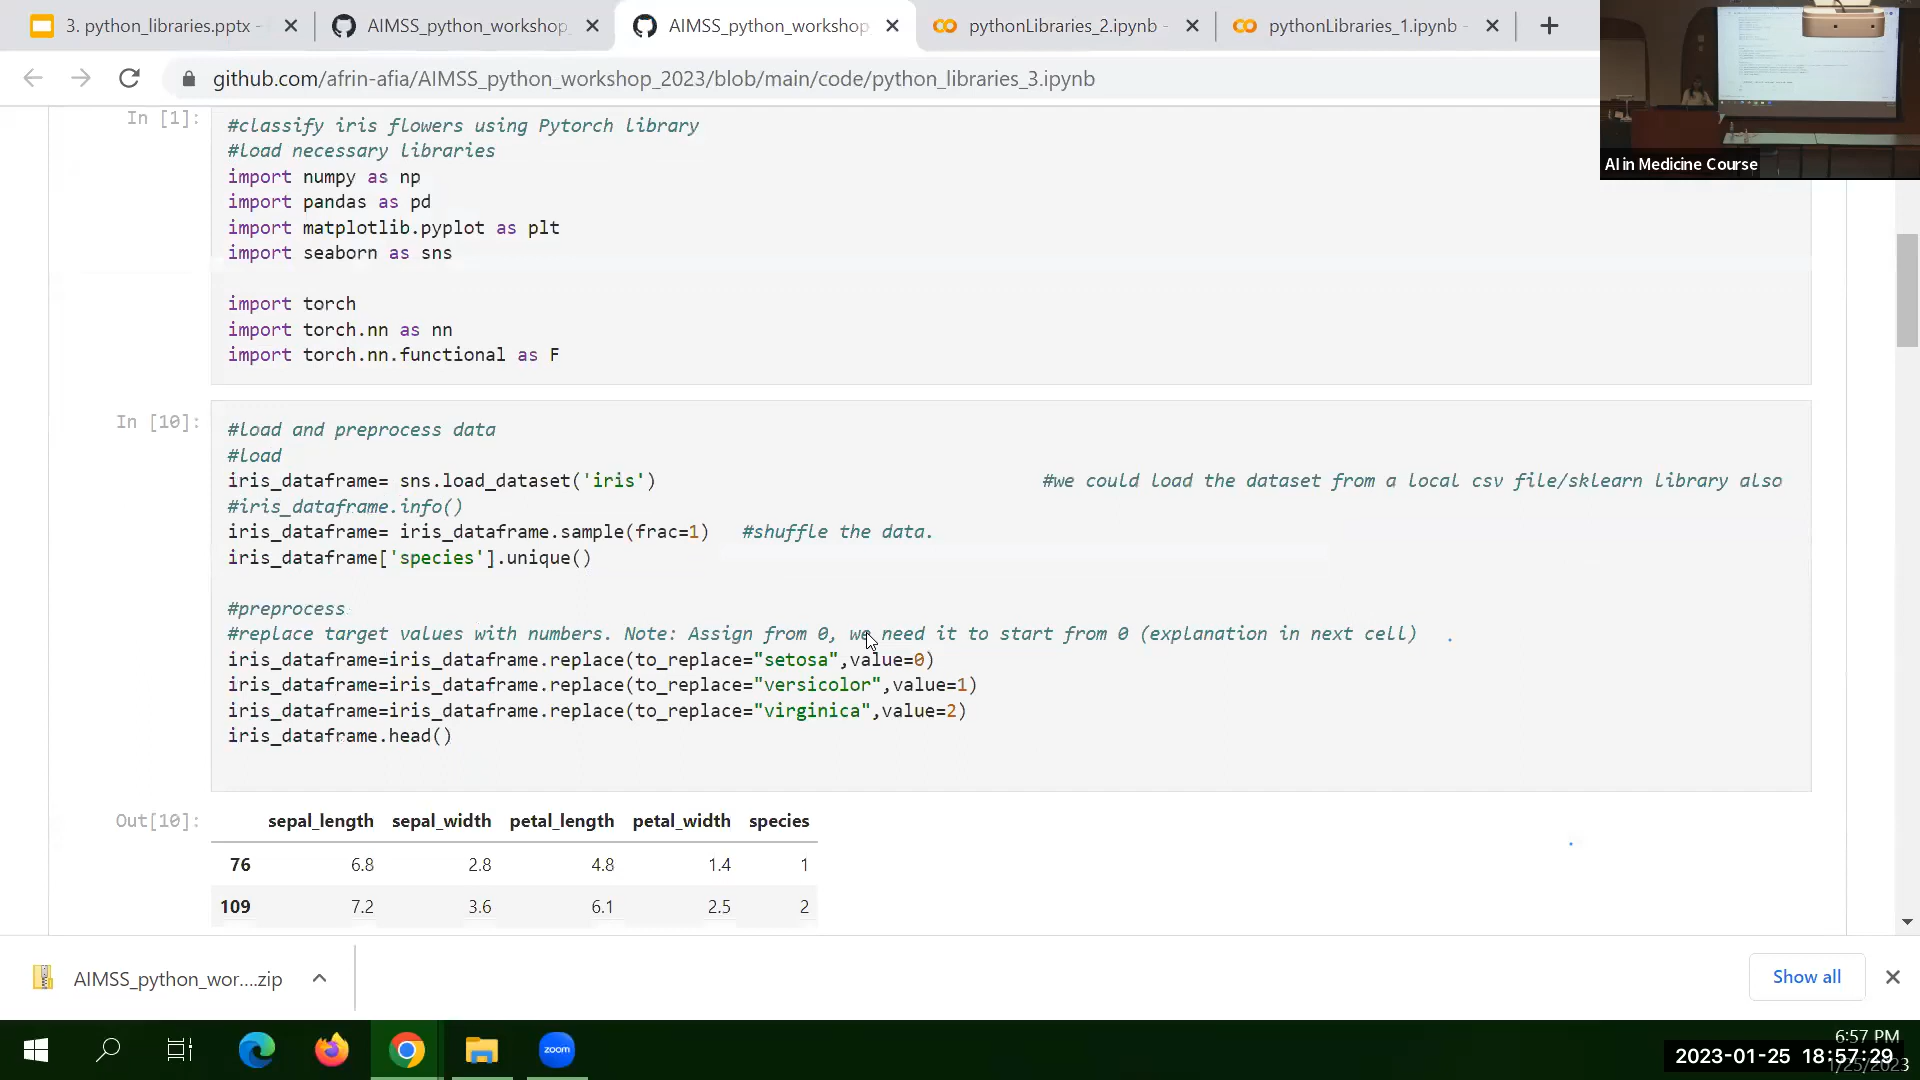 3. python_libraries.pptx -
AIMSS_python_workshop_
AIMSS_python_workshop_
pythonLibraries_2.ipynb -
pythonLibraries_1.ipynb -
github.com/afrin-afia/AIMSS_python_workshop_2023/blob/main/code/python_libraries_3.ipynb
AI in Medicine Course
In [1]:
#classify iris flowers using Pytorch library
#load necessary libraries
import numpy as np
import pandas as pd
import matplotlib.pyplot as plt
import seaborn as sns
import torch
import torch.nn as nn
import torch.nn.functional as F
In [10]:
#load and preprocess data
#load
iris_dataframe= sns.load_dataset('iris') #we could load the dataset from a local csv file/sklearn library also
#iris_dataframe.info()
iris_dataframe= iris_dataframe.sample(frac=1) #shuffle the data.
iris_dataframe['species'].unique()
#preprocess
#replace target values with numbers. Note: Assign from 0, we need it to start from 0 (explanation in next cell)
iris_dataframe=iris_dataframe.replace(to_replace="setosa",value=0)
iris_dataframe=iris_dataframe.replace(to_replace="versicolor",value=1)
iris_dataframe=iris_dataframe.replace(to_replace="virginica",value=2)
iris_dataframe.head()
Out[10]:
sepal_length sepal_width petal_length petal_width species
76 6.8 2.8 4.8 1.4 1
109 7.2 3.6 6.1 2.5 2
AIMSS_python_wor....zip
Show all
zoom
6:57 PM
1/25/2023
2023-01-25 18:57:29